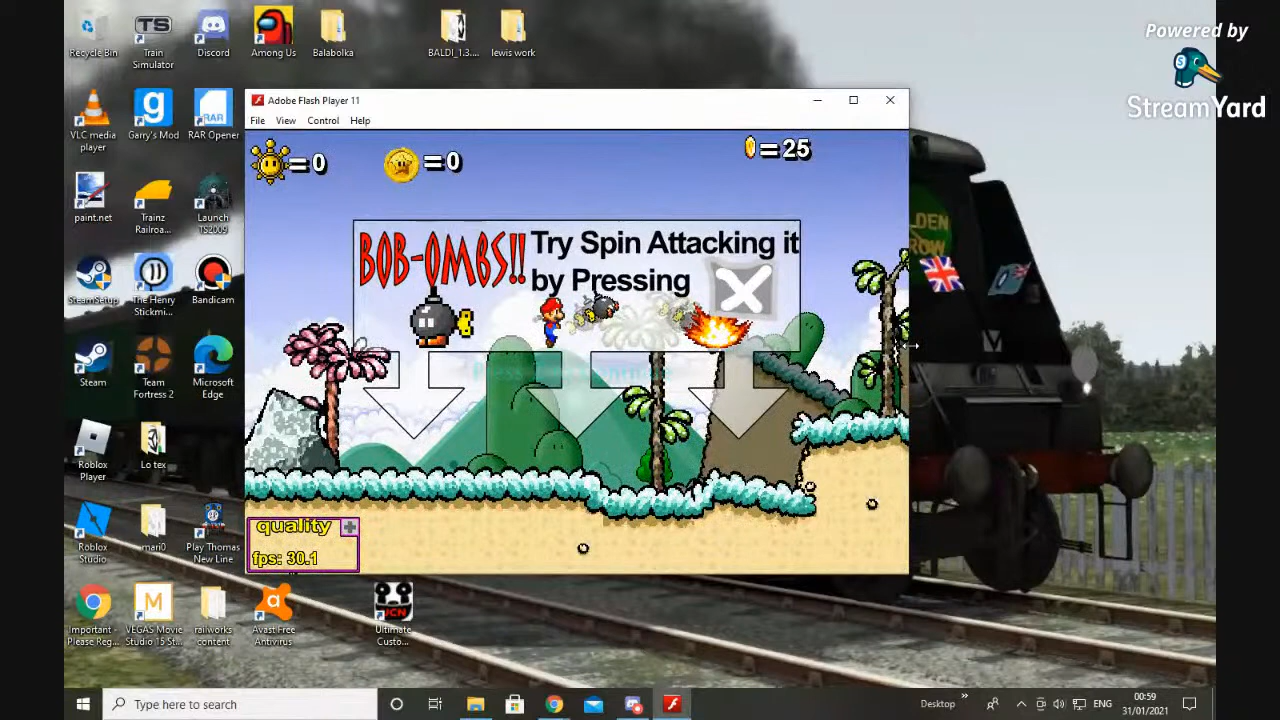 Powered by
StreamYard
Recycle Bin
Train
Simulator
Discord
Among Us
Balabolka
BALDI_1.3....
lewis work
VLC media
player
Garry's Mod
RAR Opener
paint.net
Trainz
Railroa...
Launch
TS2009
SteamSetup
The Henry
Stickmi...
Bandicam
Steam
Team
Fortress 2
Microsoft
Edge
Roblox
Player
Lo tex
Roblox
Studio
mari0
Play Thomas
New Line
Important -
Please Reg...
VEGAS Movie
Studio 15 St...
railworks
content
Avast Free
Antivirus
Ultimate
Custo...
Adobe Flash Player 11
File View Control Help
=0
=0
=25
BOB-OMBS!!
Try Spin Attacking it
by Pressing
X
quality +
fps: 30.1
Type here to search
Desktop
ENG
00:59
31/01/2021